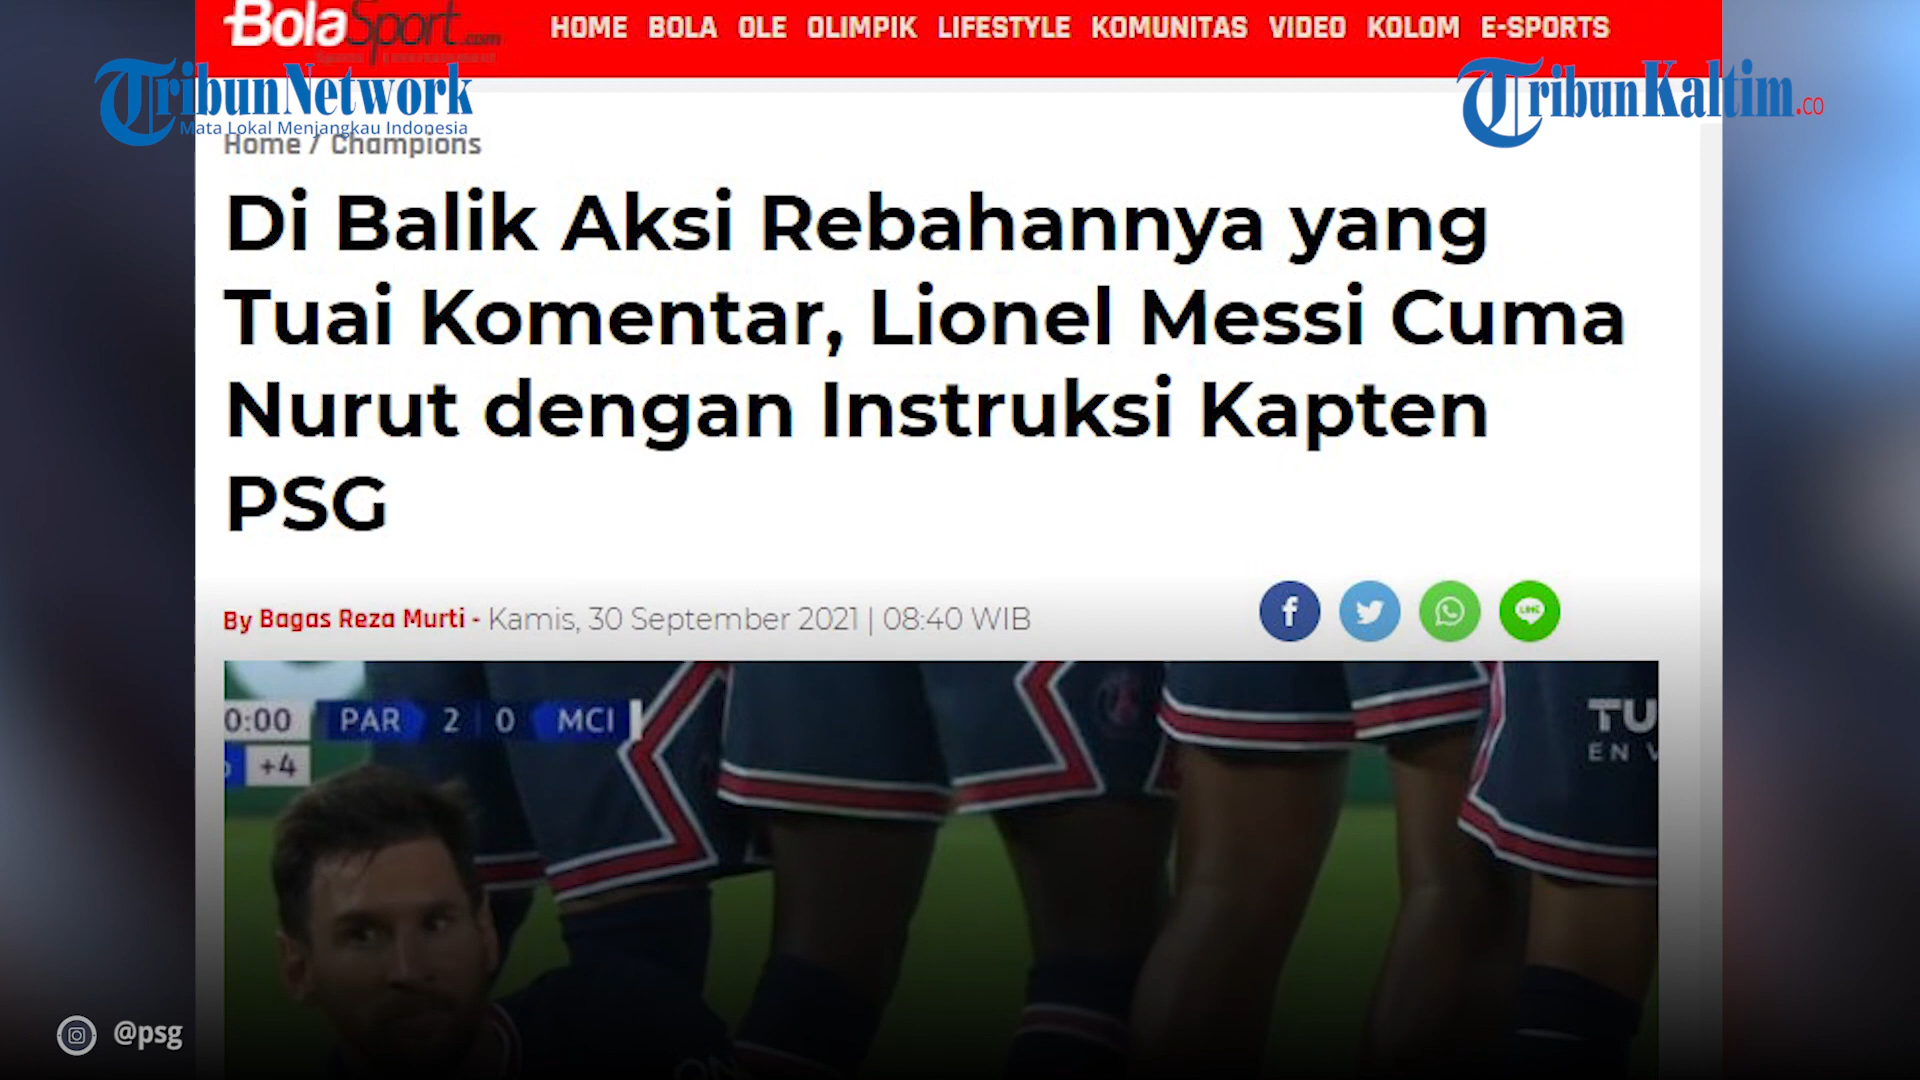 BolaSport.com
HOME BOLA OLE OLIMPIK LIFESTYLE KOMUNITAS VIDEO KOLOM E-SPORTS
TribunNetwork
Mata Lokal Menjangkau Indonesia
TribunKaltim.co
Home / Champions
Di Balik Aksi Rebahannya yang
Tuai Komentar, Lionel Messi Cuma
Nurut dengan Instruksi Kapten
PSG
By Bagas Reza Murti - Kamis, 30 September 2021 | 08:40 WIB
LINE
0:00 PAR 2 0 MCI
+4
TU
EN V
@psg